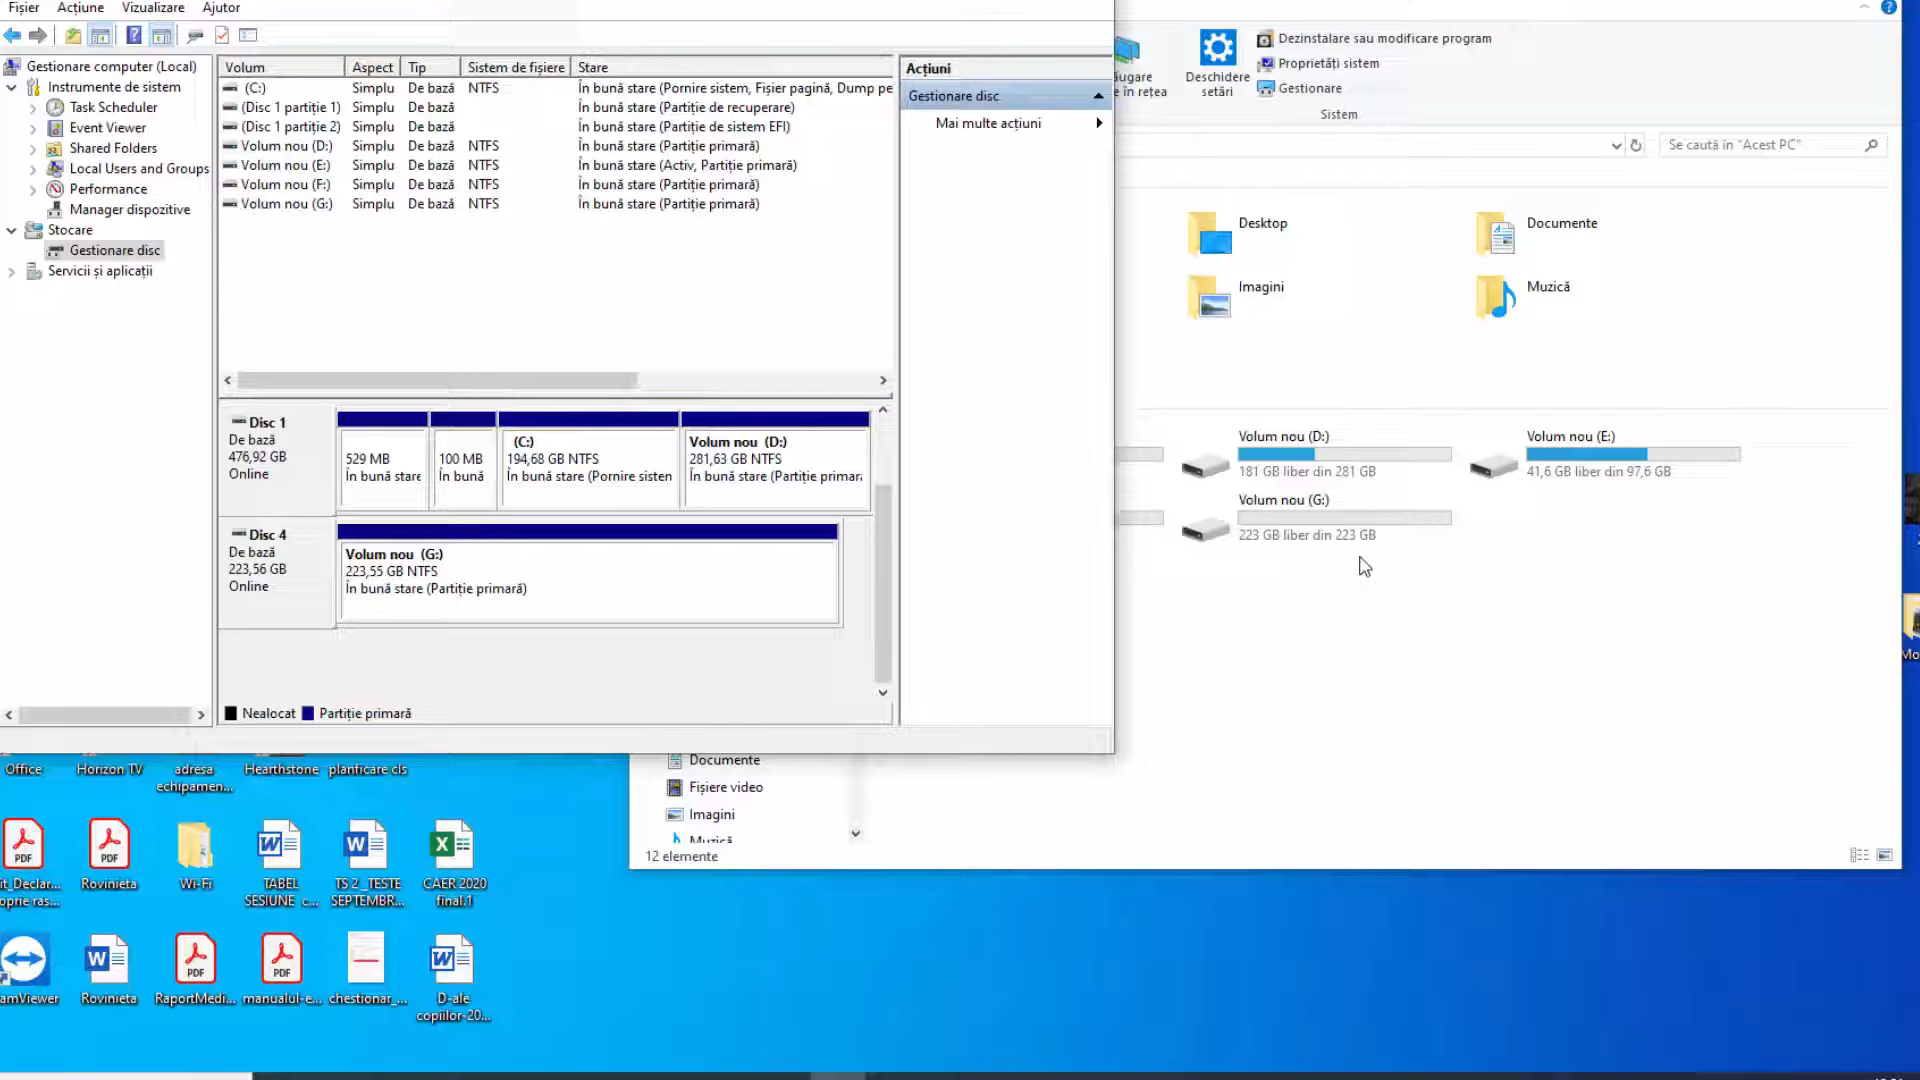 Fișier Acțiune Vizualizare Ajutor
Gestionare computer (Local)
Instrumente de sistem
Task Scheduler
Event Viewer
Shared Folders
Local Users and Groups
Performance
Manager dispozitive
Stocare
Gestionare disc
Servicii și aplicații
Volum Aspect Tip Sistem de fișiere Stare
(C:) Simplu De bază NTFS În bună stare (Pornire sistem, Fișier pagină, Dump pe
(Disc 1 partiție 1) Simplu De bază În bună stare (Partiție de recuperare)
(Disc 1 partiție 2) Simplu De bază În bună stare (Partiție de sistem EFI)
Volum nou (D:) Simplu De bază NTFS În bună stare (Partiție primară)
Volum nou (E:) Simplu De bază NTFS În bună stare (Activ, Partiție primară)
Volum nou (F:) Simplu De bază NTFS În bună stare (Partiție primară)
Volum nou (G:) Simplu De bază NTFS În bună stare (Partiție primară)
Disc 1
De bază
476,92 GB
Online
529 MB
În bună stare
100 MB
În bună
(C:)
194,68 GB NTFS
În bună stare (Pornire sisten
Volum nou (D:)
281,63 GB NTFS
În bună stare (Partiție primar
Disc 4
De bază
223,56 GB
Online
Volum nou (G:)
223,55 GB NTFS
În bună stare (Partiție primară)
Nealocat Partiție primară
Acțiuni
Gestionare disc
Mai multe acțiuni
ăugare
e în rețea
Deschidere
setări
Dezinstalare sau modificare program
Proprietăți sistem
Gestionare
Sistem
Se caută în "Acest PC"
Desktop
Documente
Imagini
Muzică
Volum nou (D:)
181 GB liber din 281 GB
Volum nou (E:)
41,6 GB liber din 97,6 GB
Volum nou (G:)
223 GB liber din 223 GB
Documente
Fișiere video
Imagini
Muzică
12 elemente
Office
Horizon TV
adresa
echipamen...
Hearthstone
planficare cls
it_Declar...
oprie ras...
Rovinieta
Wi-Fi
TABEL
SESIUNE c...
TS 2 _TESTE
SEPTEMBR...
CAER 2020
final.1
amViewer
Rovinieta
RaportMedi...
manualul-e...
chestionar_...
D-ale
copiilor-20...
Mo